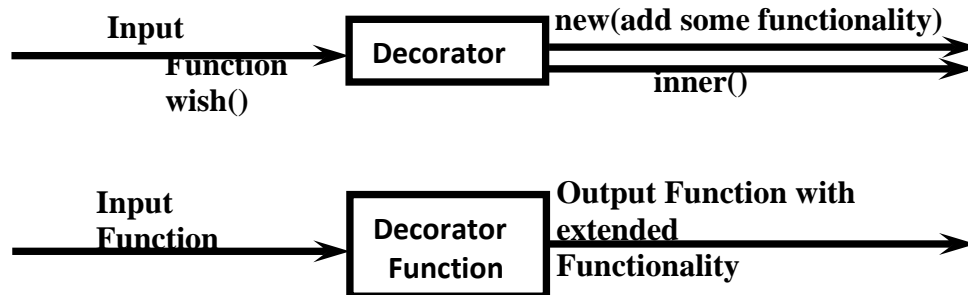 Input
Function
wish()
Decorator
new(add some functionality)
inner()
Input
Function
Decorator
Function
Output Function with
extended
Functionality